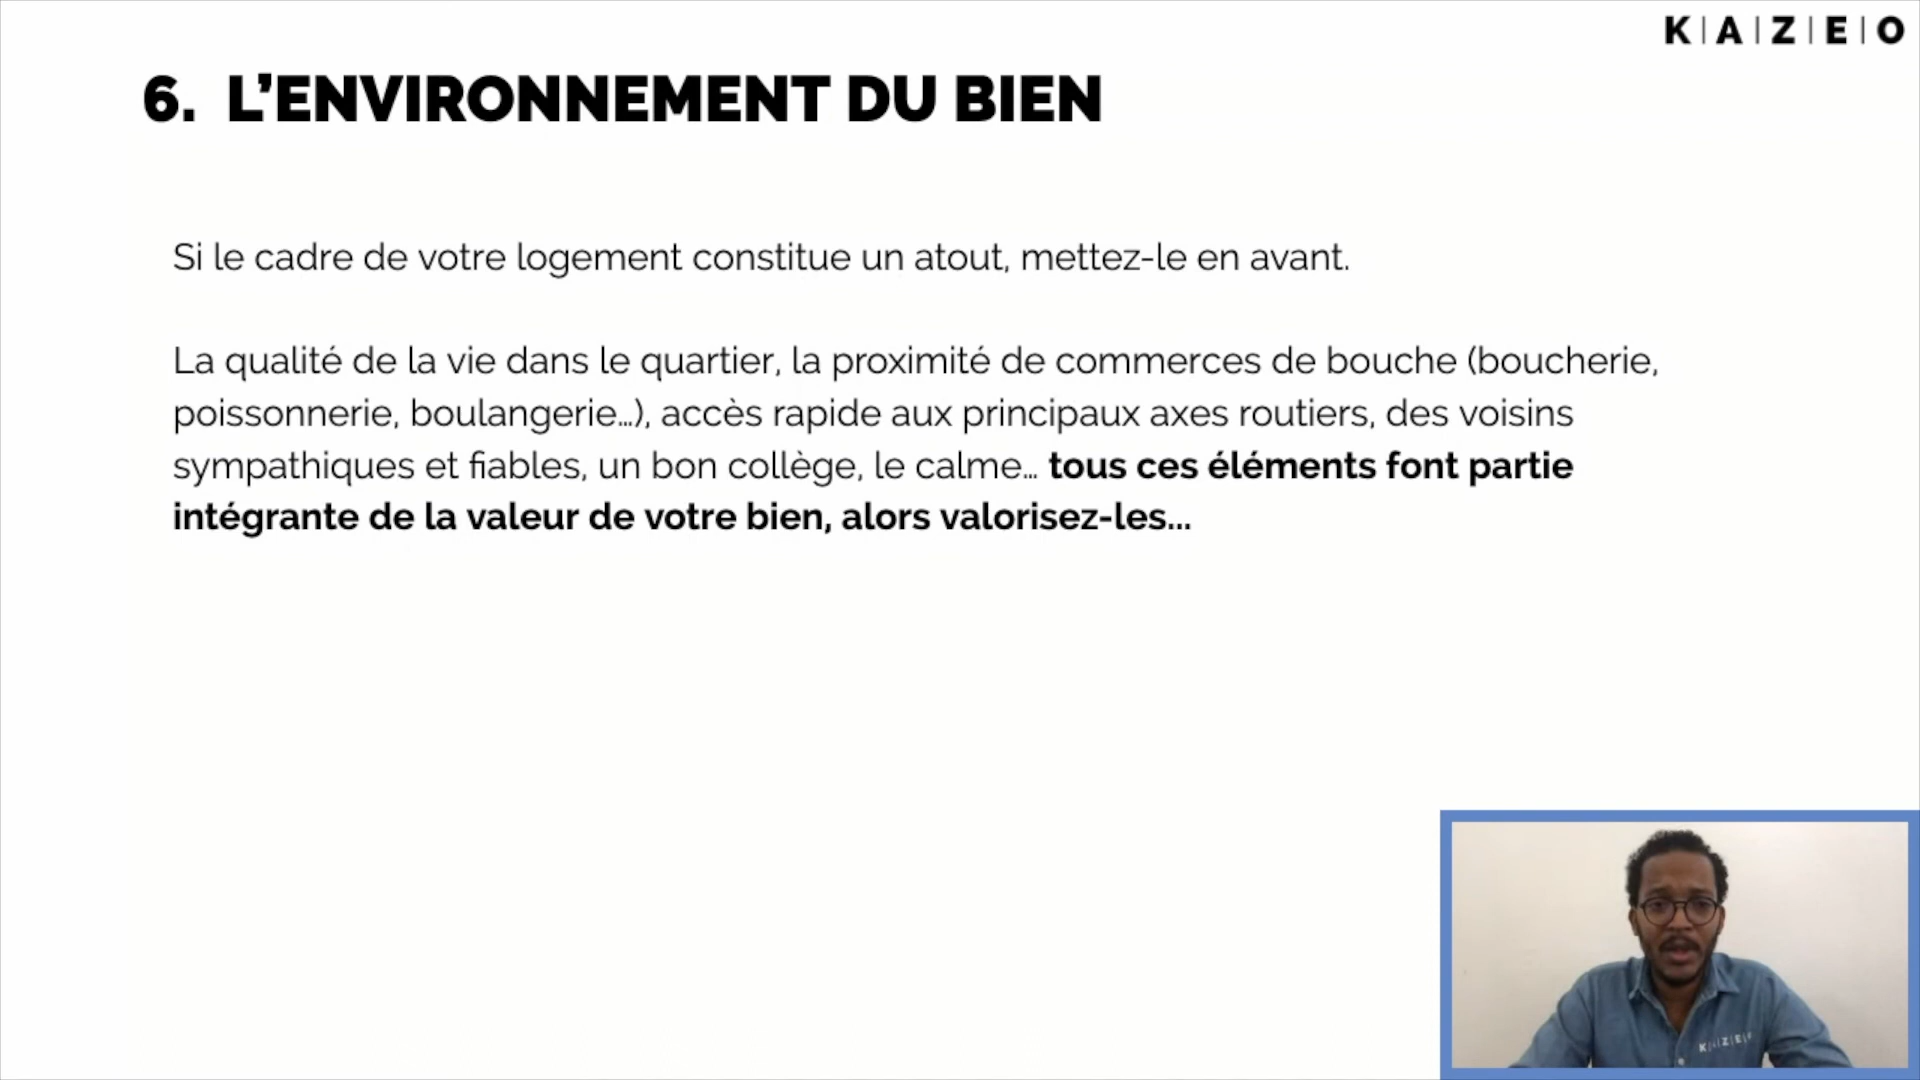 K|A|Z|E|O
6. L’ENVIRONNEMENT DU BIEN
Si le cadre de votre logement constitue un atout, mettez-le en avant.
La qualité de la vie dans le quartier, la proximité de commerces de bouche (boucherie,
poissonnerie, boulangerie…), accès rapide aux principaux axes routiers, des voisins
sympathiques et fiables, un bon collège, le calme… tous ces éléments font partie
intégrante de la valeur de votre bien, alors valorisez-les...
K|A|Z|E|O